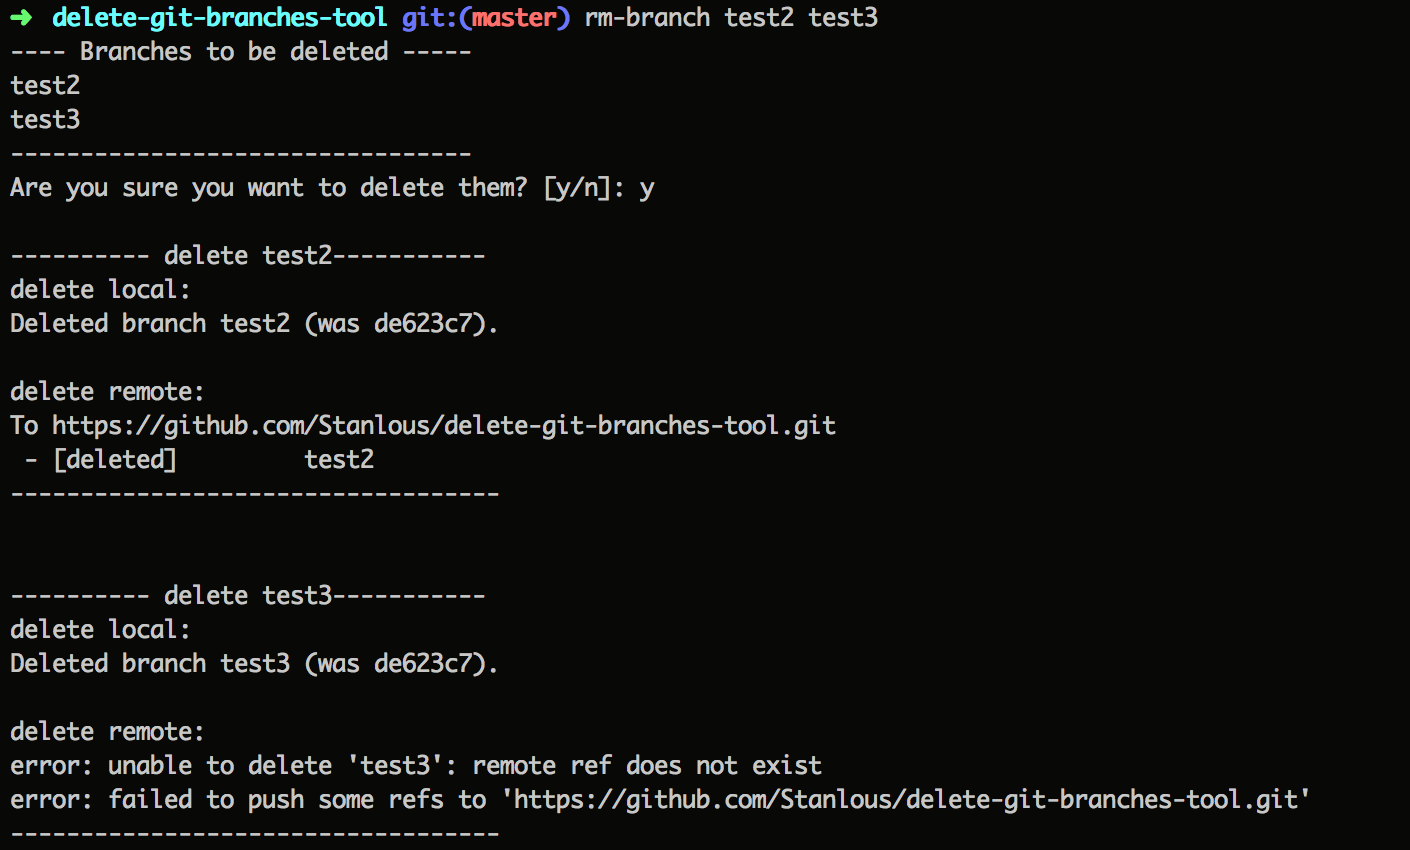 ➜ delete-git-branches-tool git:(master) rm-branch test2 test3
---- Branches to be deleted -----
test2
test3
---------------------------------
Are you sure you want to delete them? [y/n]: y
---------- delete test2-----------
delete local:
Deleted branch test2 (was de623c7).
delete remote:
To https://github.com/Stanlous/delete-git-branches-tool.git
 - [deleted]         test2
-----------------------------------
---------- delete test3-----------
delete local:
Deleted branch test3 (was de623c7).
delete remote:
error: unable to delete 'test3': remote ref does not exist
error: failed to push some refs to 'https://github.com/Stanlous/delete-git-branches-tool.git'
-----------------------------------